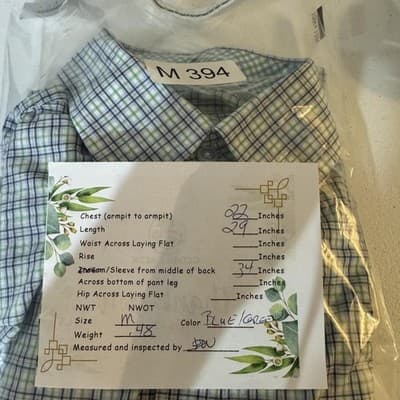 M 394
Chest (armpit to armpit) 22 Inches
Length 29 Inches
Waist Across Laying Flat Inches
Rise Inches
Inseam/Sleeve from middle of back 34 Inches
Across bottom of pant leg Inches
Hip Across Laying Flat Inches
NWT NWOT
Size M Color BLUE/GREEN
Weight .48
Measured and inspected by